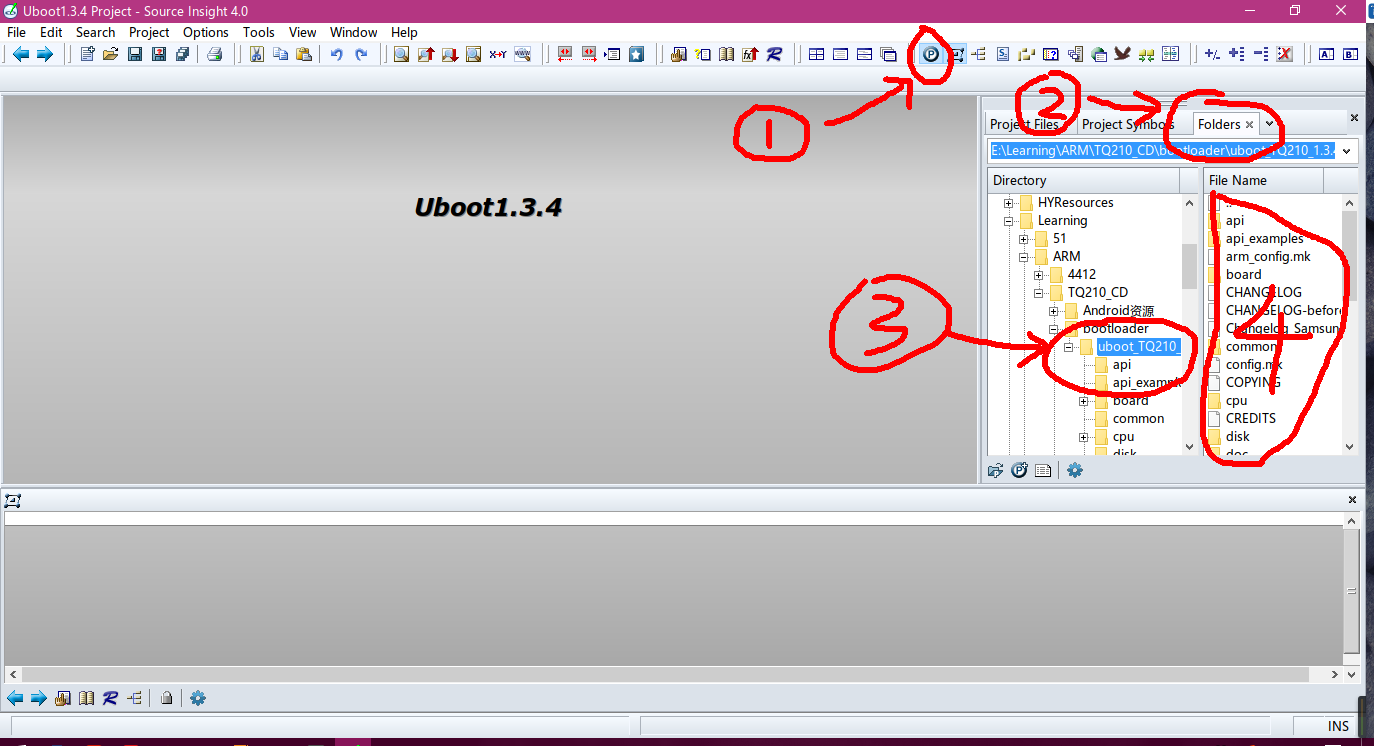 Uboot1.3.4 Project - Source Insight 4.0
File Edit Search Project Options Tools View Window Help
1
2
Project Files Project Symbols Folders
E:\Learning\ARM\TQ210_CD\bootloader\uboot_TQ210_1.3.4
Directory
File Name
Uboot1.3.4
HYResources
Learning
51
ARM
4412
TQ210_CD
Android资源
bootloader
uboot_TQ210_
api
api_example
board
common
cpu
disk
3
..
api
api_examples
arm_config.mk
board
CHANGELOG
CHANGELOG-before
Changelog_Samsun
common
config.mk
COPYING
cpu
CREDITS
disk
doc
4
INS